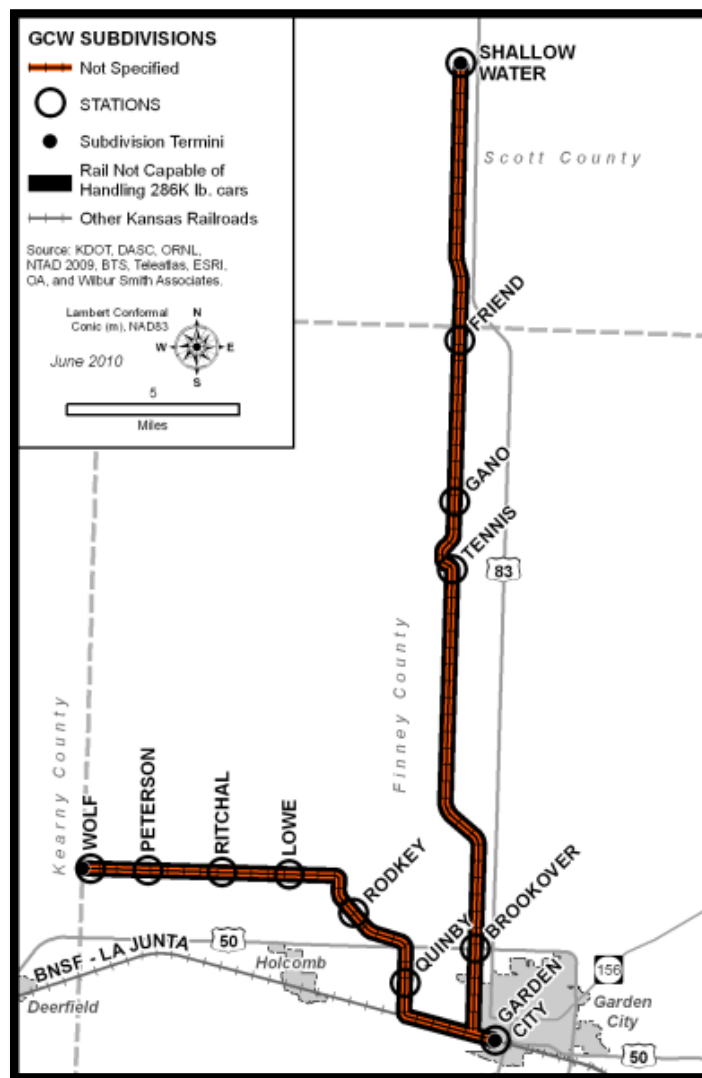 GCW SUBDIVISIONS
Not Specified
STATIONS
Subdivision Termini
Rail Not Capable of
Handling 286K lb. cars
Other Kansas Railroads
Source: KDOT, DASC, ORNL,
NTAD 2009, BTS, Teleatlas, ESRI,
OA, and Wilbur Smith Associates.
Lambert Conformal
Conic (m), NAD83
June 2010
N
W
E
S
5
Miles
SHALLOW
WATER
Scott County
FRIEND
GANO
TENNIS
83
Finney County
Kearny County
WOLF
PETERSON
RITCHAL
LOWE
RODKEY
QUINBY
BROOKOVER
50
BNSF - LA JUNTA
Deerfield
Holcomb
GARDEN
CITY
156
Garden
City
50